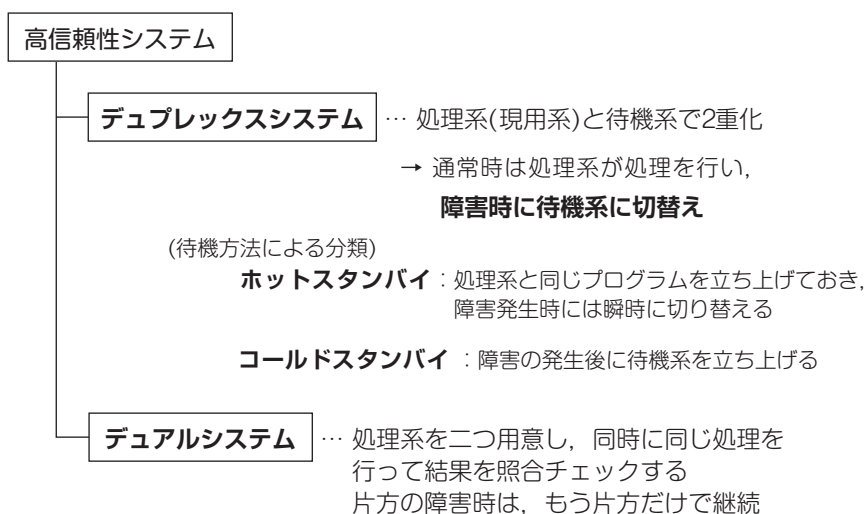 高信頼性システム
デュプレックスシステム … 処理系(現用系)と待機系で2重化
→ 通常時は処理系が処理を行い,
障害時に待機系に切替え
(待機方法による分類)
ホットスタンバイ：処理系と同じプログラムを立ち上げておき,
障害発生時には瞬時に切り替える
コールドスタンバイ：障害の発生後に待機系を立ち上げる
デュアルシステム … 処理系を二つ用意し, 同時に同じ処理を
行って結果を照合チェックする
片方の障害時は, もう片方だけで継続